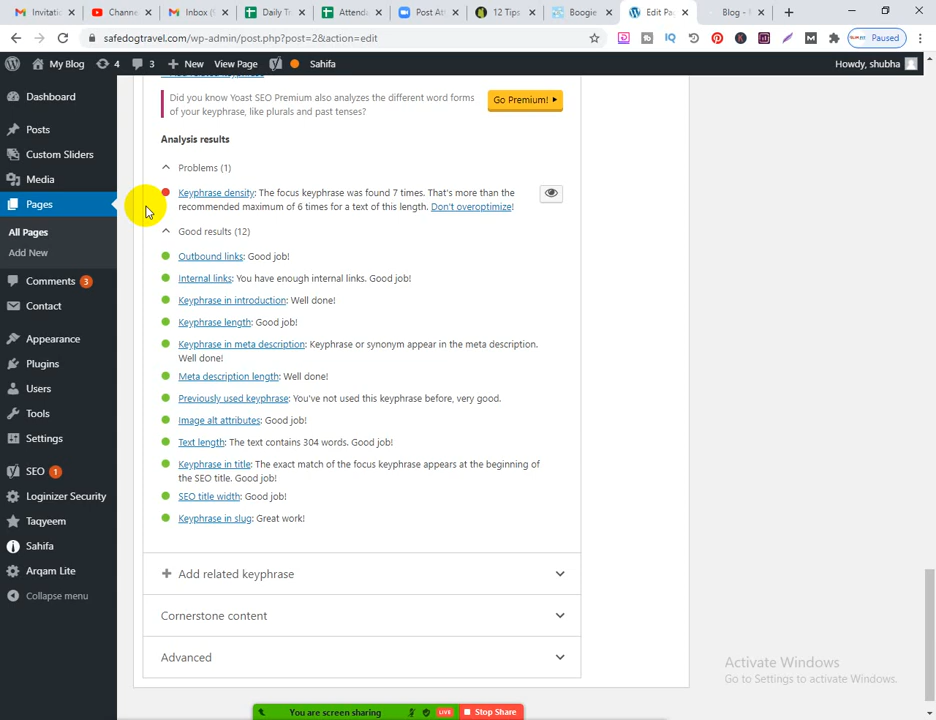 Invitati
Channe
Inbox (5
Daily Tr
Attenda
Post Att
12 Tips
Boogie
Edit Pa
Blog -
safedogtravel.com/wp-admin/post.php?post=2&action=edit
Paused
My Blog
4
3
New
View Page
Sahifa
Howdy, shubha
Dashboard
Posts
Custom Sliders
Media
Pages
All Pages
Add New
Comments 3
Contact
Appearance
Plugins
Users
Tools
Settings
SEO 1
Loginizer Security
Taqyeem
Sahifa
Arqam Lite
Collapse menu
Did you know Yoast SEO Premium also analyzes the different word forms
of your keyphrase, like plurals and past tenses?
Go Premium!
Analysis results
Problems (1)
Keyphrase density: The focus keyphrase was found 7 times. That's more than the
recommended maximum of 6 times for a text of this length. Don't overoptimize!
Good results (12)
Outbound links: Good job!
Internal links: You have enough internal links. Good job!
Keyphrase in introduction: Well done!
Keyphrase length: Good job!
Keyphrase in meta description: Keyphrase or synonym appear in the meta description.
Well done!
Meta description length: Well done!
Previously used keyphrase: You've not used this keyphrase before, very good.
Image alt attributes: Good job!
Text length: The text contains 304 words. Good job!
Keyphrase in title: The exact match of the focus keyphrase appears at the beginning of
the SEO title. Good job!
SEO title width: Good job!
Keyphrase in slug: Great work!
Add related keyphrase
Cornerstone content
Advanced
Activate Windows
Go to Settings to activate Windows.
You are screen sharing
LIVE
Stop Share